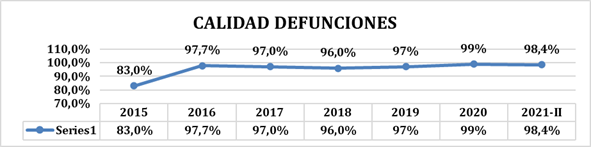 CALIDAD DEFUNCIONES
110,0%
100,0%
90,0%
80,0%
70,0%
83,0% 97,7% 97,0% 96,0% 97% 99% 98,4%
2015 2016 2017 2018 2019 2020 2021-II
Series1 83,0% 97,7% 97,0% 96,0% 97% 99% 98,4%